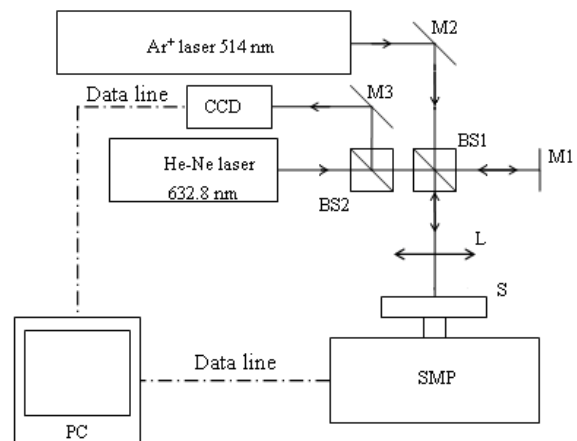 M2
Ar⁺ laser 514 nm
Data line
CCD
M3
BS1
He-Ne laser
632.8 nm
M1
BS2
L
S
Data line
SMP
PC